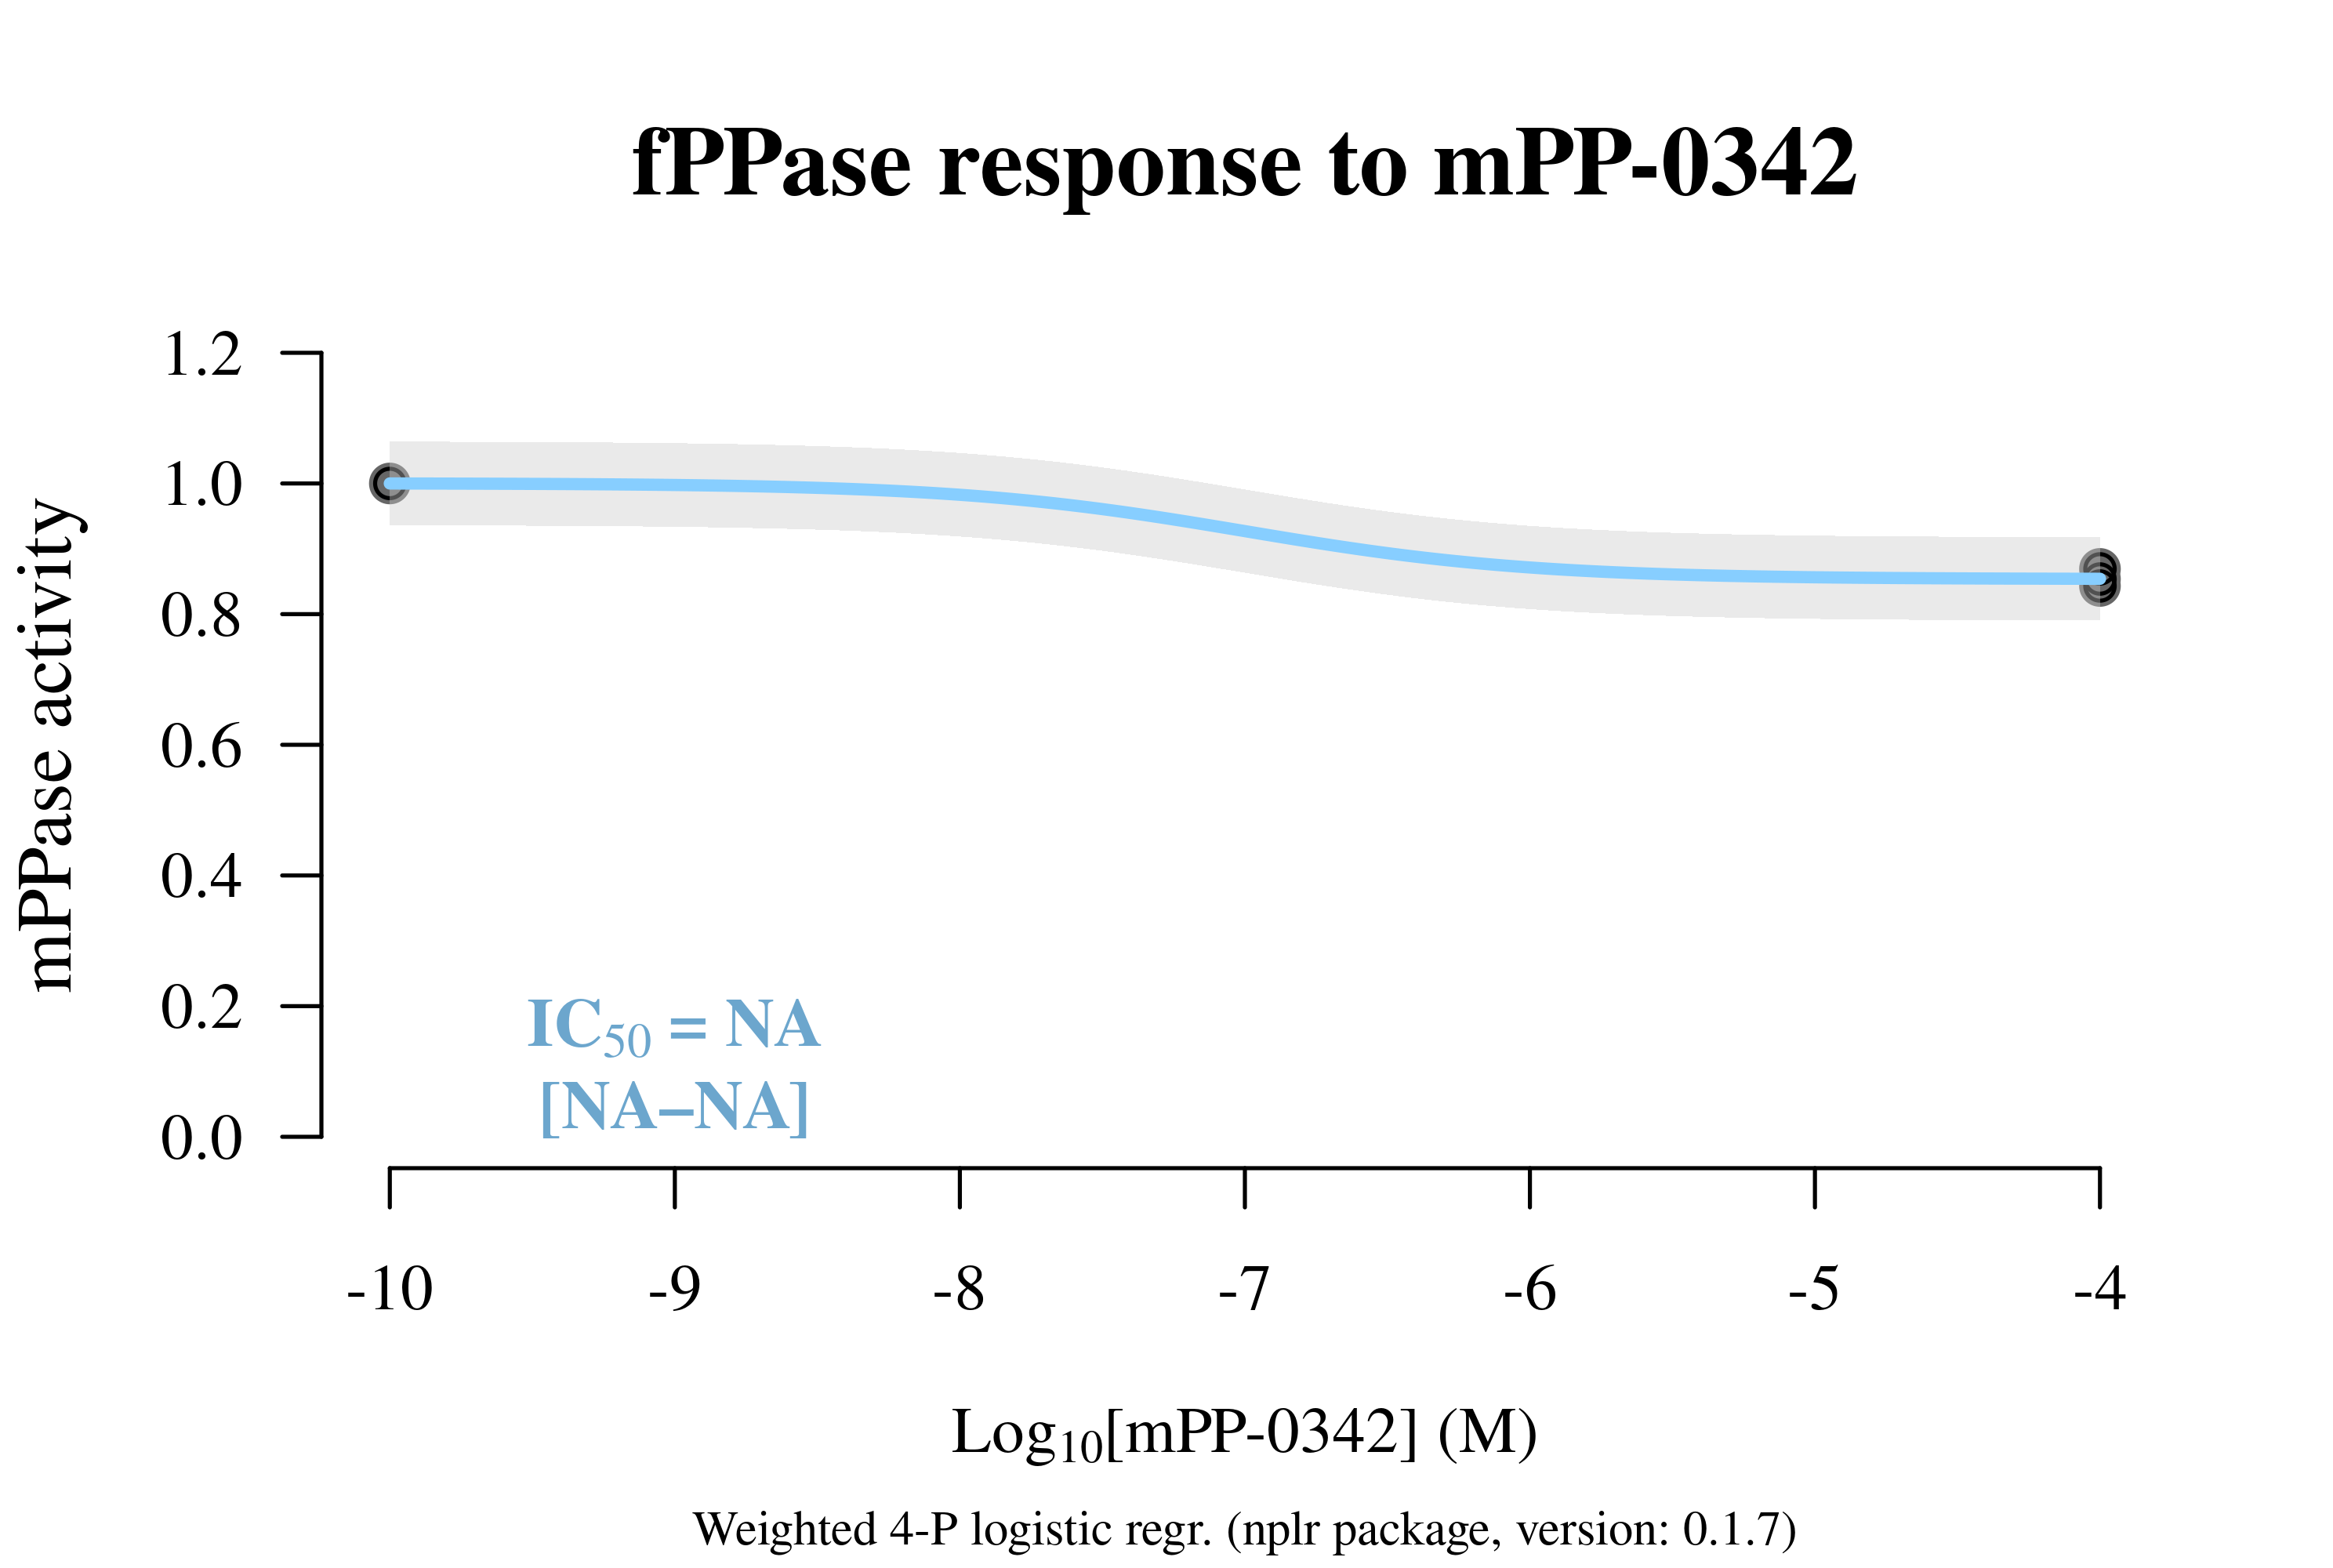 fPPase response to mPP-0342
mPPase activity
1.2
1.0
0.8
0.6
0.4
0.2
0.0
IC50 = NA
[NA–NA]
-10 -9 -8 -7 -6 -5 -4
Log10[mPP-0342] (M)
Weighted 4-P logistic regr. (nplr package, version: 0.1.7)